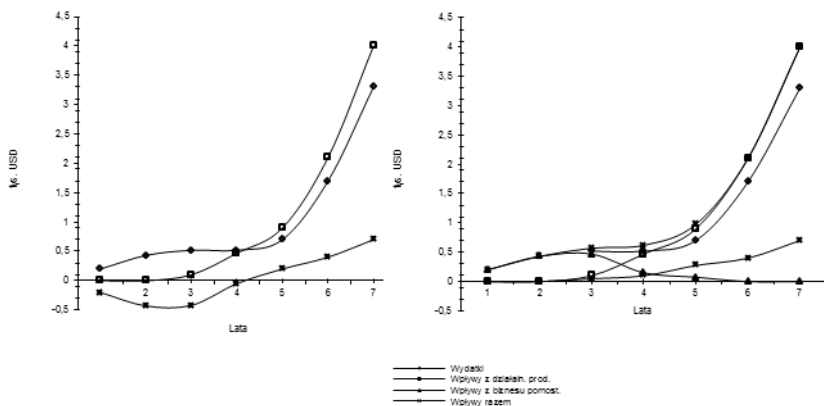 4,5
4
3,5
3
2,5
2
1,5
1
0,5
0
-0,5
tys. USD
2 3 4 5 6 7
Lata
4,5
4
3,5
3
2,5
2
1,5
1
0,5
0
-0,5
tys. USD
1 2 3 4 5 6 7
Lata
Wydatki
Wpływy z działaln. prod.
Wpływy z biznesu pomost.
Wpływy razem